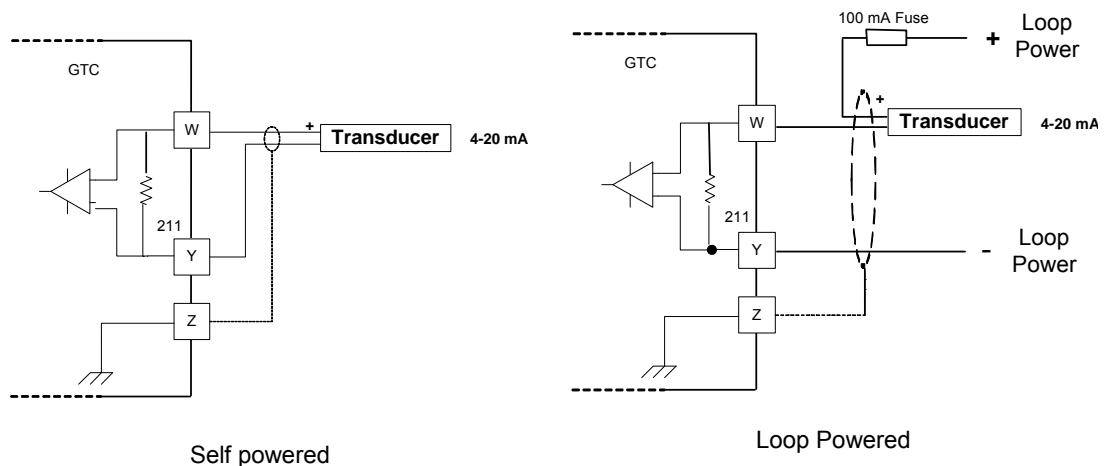 GTC
W
+
Transducer
4-20 mA
211
Y
Z
Self powered
100 mA Fuse
+
Loop
Power
GTC
+
W
Transducer
4-20 mA
211
Y
-
Loop
Power
Z
Loop Powered